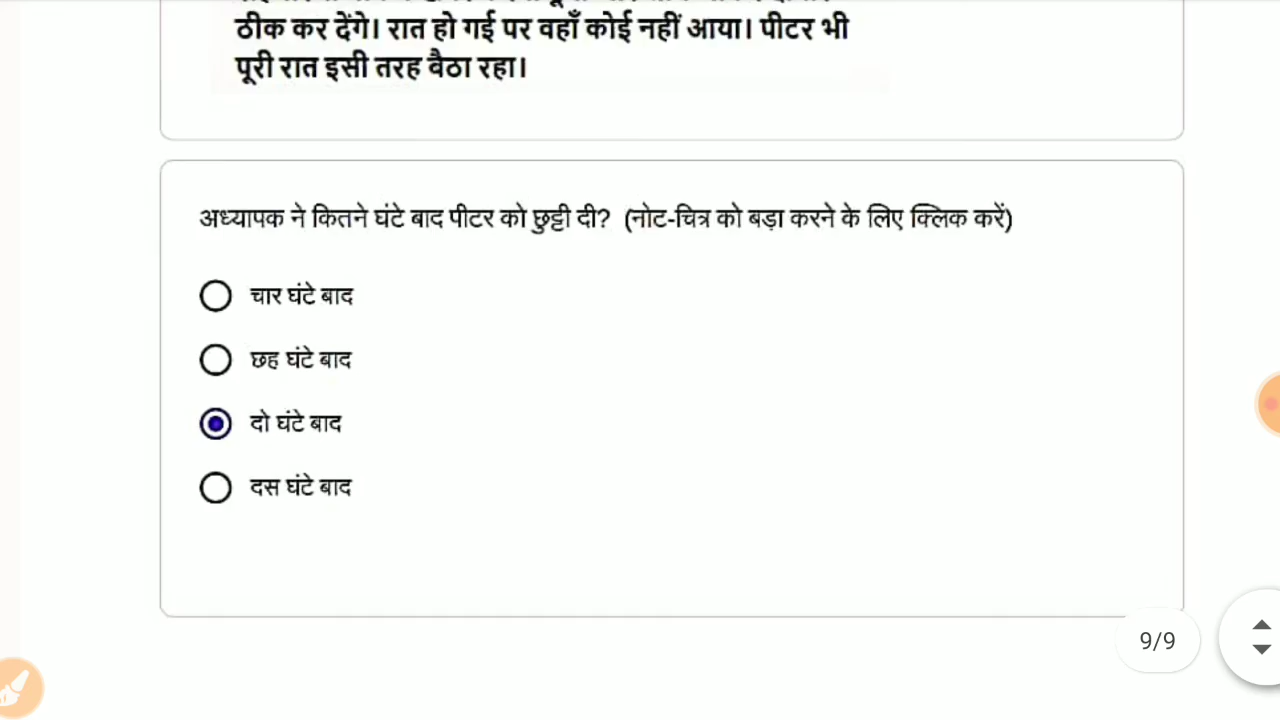 ठीक कर देंगे। रात हो गई पर वहाँ कोई नहीं आया। पीटर भी
पूरी रात इसी तरह बैठा रहा।
अध्यापक ने कितने घंटे बाद पीटर को छुट्टी दी? (नोट-चित्र को बड़ा करने के लिए क्लिक करें)
चार घंटे बाद
छह घंटे बाद
दो घंटे बाद
दस घंटे बाद
9/9